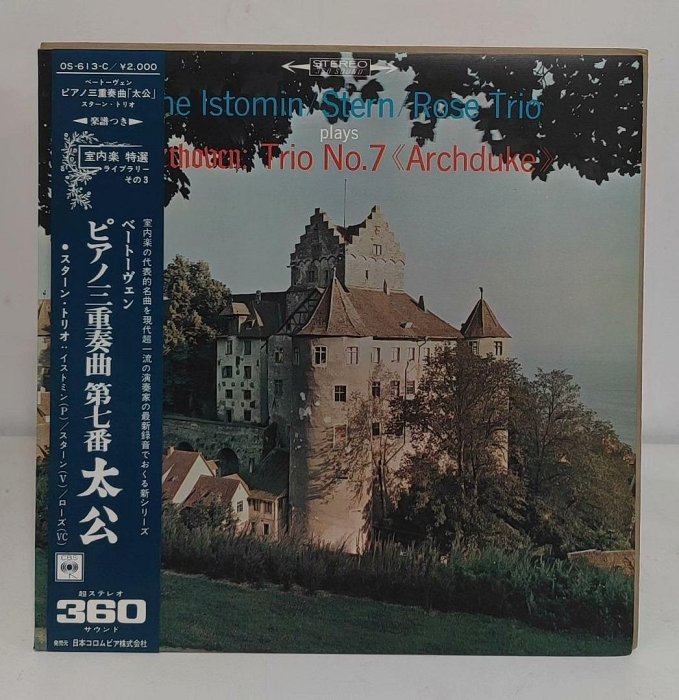 OS-613-C/¥2,000
ベートーヴェン
ピアノ三重奏曲「太公」
スターン・トリオ
◀楽譜つき▶
室内楽 特選
ライブラリー
その3
室内楽の代表的名曲を現代超一流の演奏家の最新録音でおくる新シリーズ
ベートーヴェン
ピアノ三重奏曲 第七番 太公
●スターン・トリオ:イストミン(P)/スターン(V)/ローズ(VC)
CBS
超ステレオ
360
サウンド
発売元 日本コロムビア株式会社
STEREO
360 SOUND
he Istomin/Stern/Rose Trio
plays
thoven: Trio No.7《Archduke》